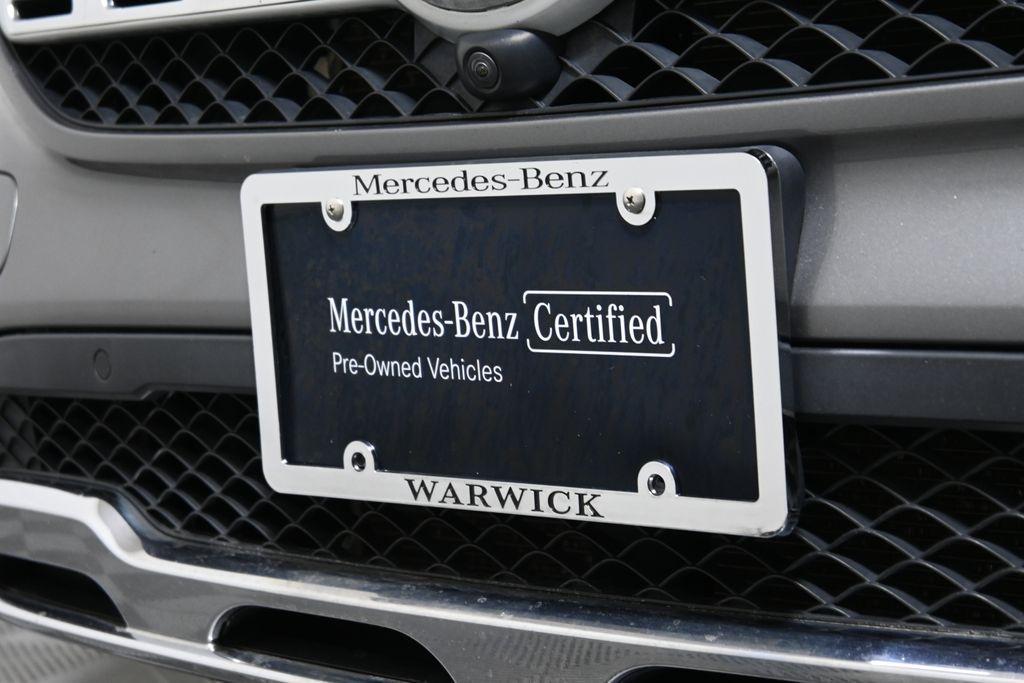 Mercedes-Benz
Mercedes-Benz Certified
Pre-Owned Vehicles
WARWICK